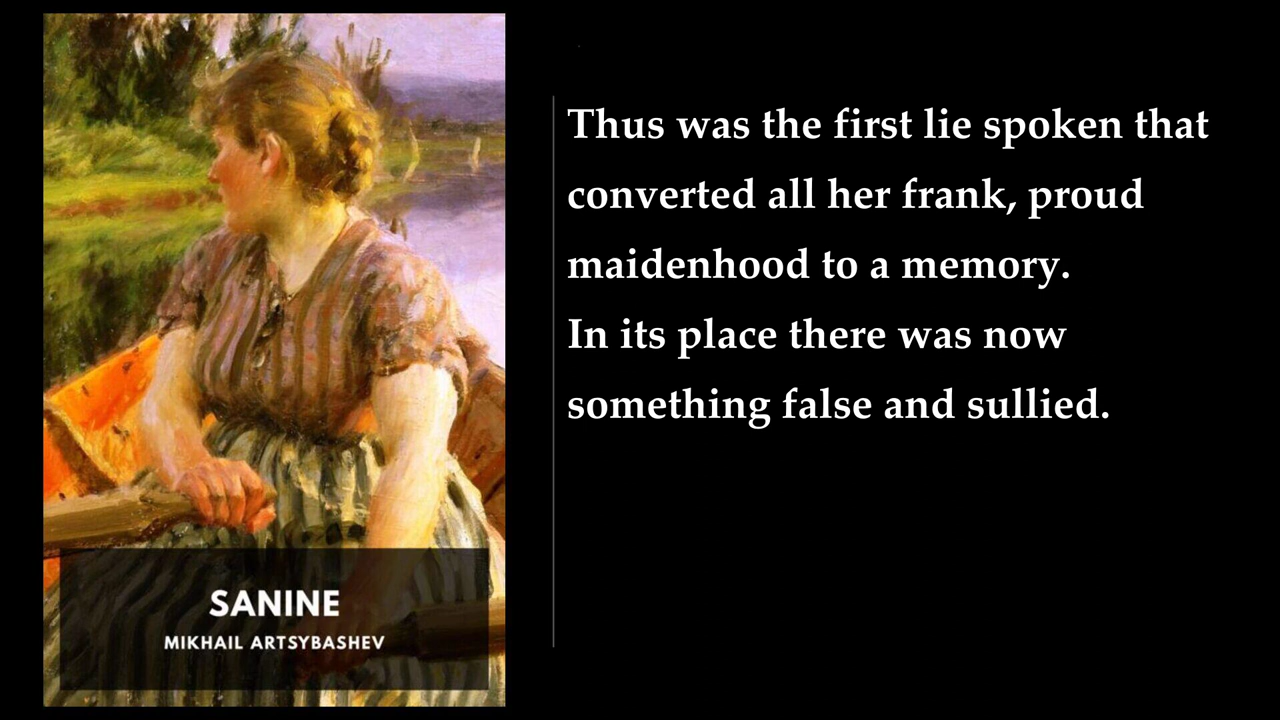 Thus was the first lie spoken that
converted all her frank, proud
maidenhood to a memory.
In its place there was now
something false and sullied.
SANINE
MIKHAIL ARTSYBASHEV